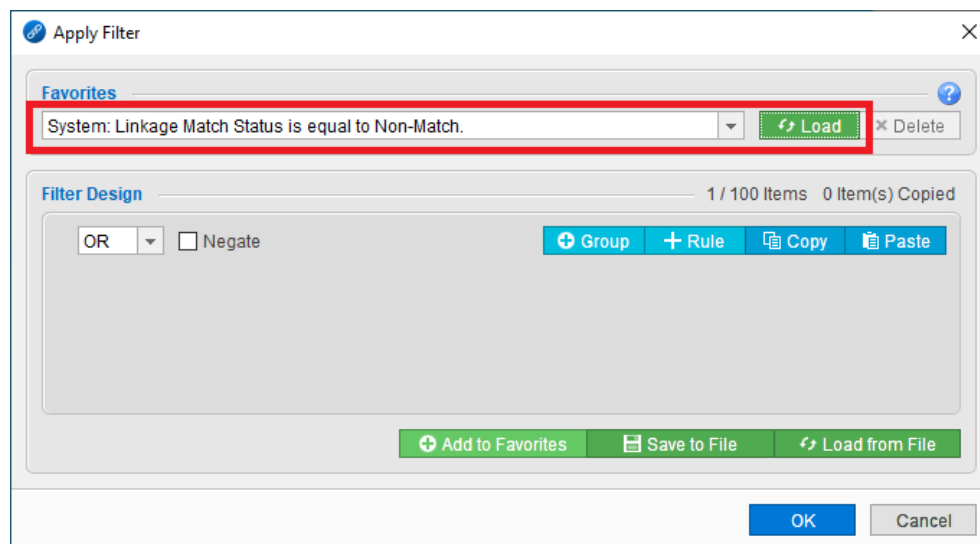 Apply Filter
Favorites
System: Linkage Match Status is equal to Non-Match. Load Delete
Filter Design 1 / 100 Items 0 Item(s) Copied
OR Negate Group Rule Copy Paste
Add to Favorites Save to File Load from File
OK Cancel